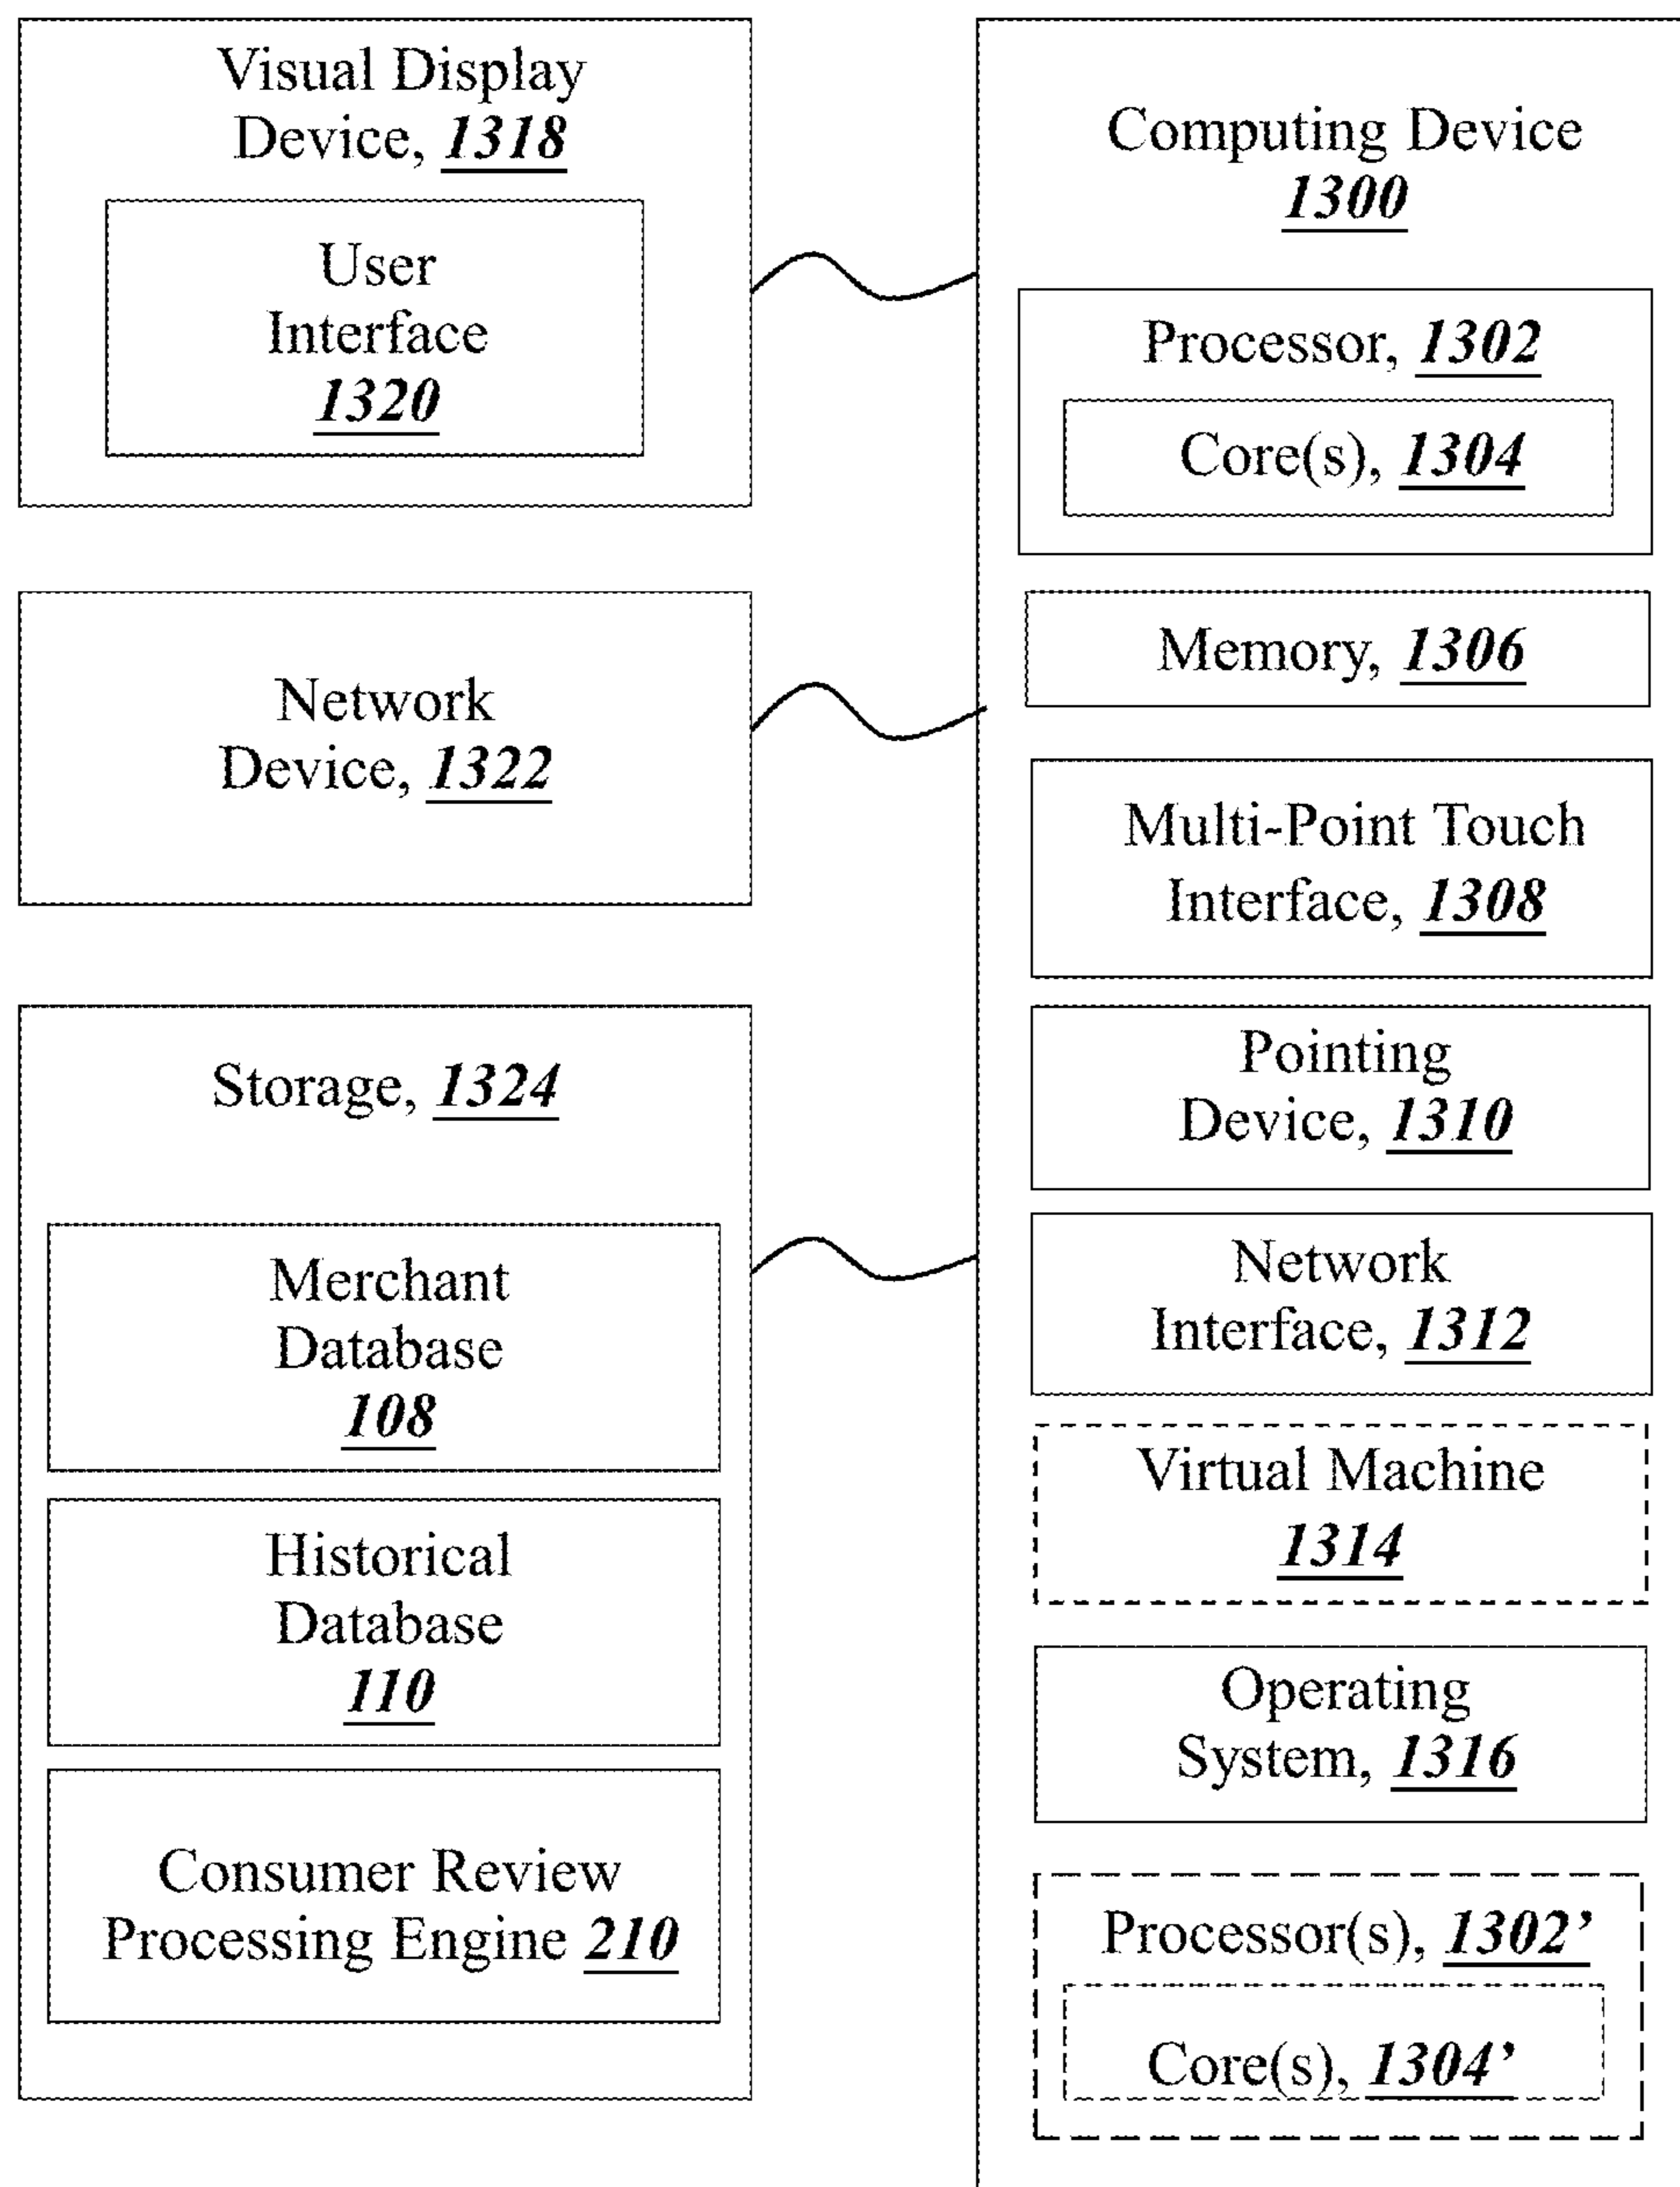 Visual Display
Device, 1318
User
Interface
1320
Network
Device, 1322
Storage, 1324
Merchant
Database
108
Historical
Database
110
Consumer Review
Processing Engine 210
Computing Device
1300
Processor, 1302
Core(s), 1304
Memory, 1306
Multi-Point Touch
Interface, 1308
Pointing
Device, 1310
Network
Interface, 1312
Virtual Machine
1314
Operating
System, 1316
Processor(s), 1302’
Core(s), 1304’